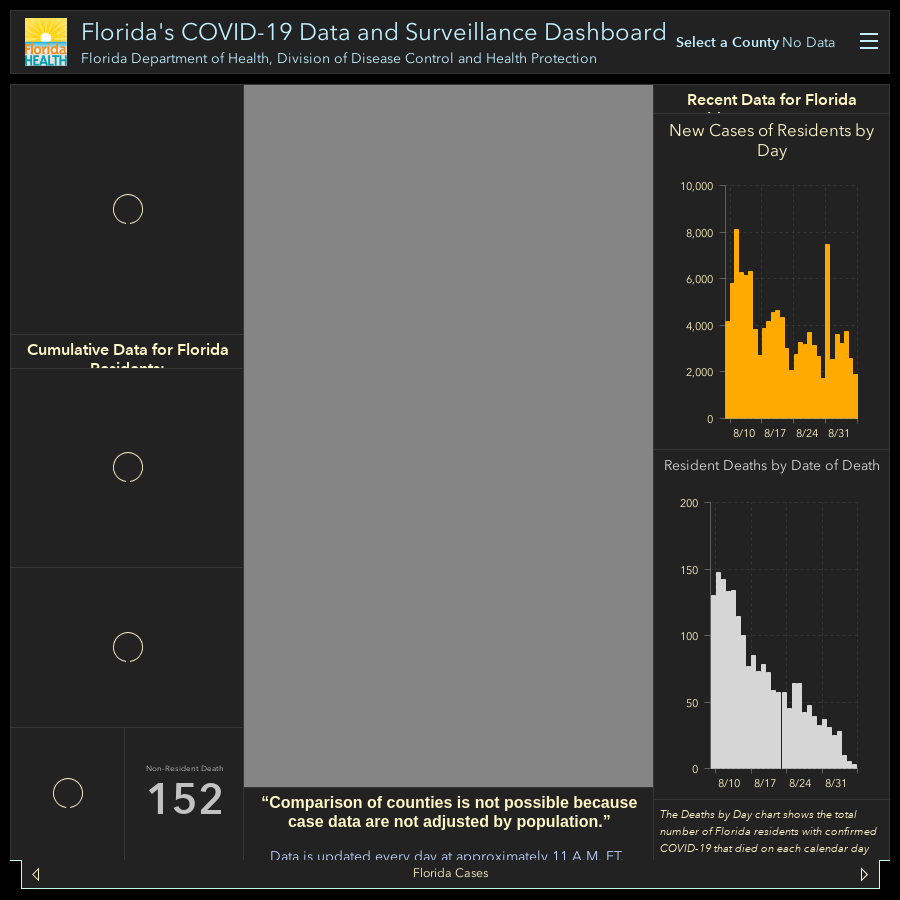 Florida's COVID-19 Data and Surveillance Dashboard
Florida Department of Health, Division of Disease Control and Health Protection
Florida
HEALTH
Select a County No Data
Cumulative Data for Florida
Residents:
Non-Resident Death
152
“Comparison of counties is not possible because
case data are not adjusted by population.”
Data is updated every day at approximately 11 A.M. ET.
Recent Data for Florida
New Cases of Residents by
Day
10,000
8,000
6,000
4,000
2,000
0
8/10 8/17 8/24 8/31
Resident Deaths by Date of Death
200
150
100
50
0
8/10 8/17 8/24 8/31
The Deaths by Day chart shows the total
number of Florida residents with confirmed
COVID-19 that died on each calendar day
Florida Cases